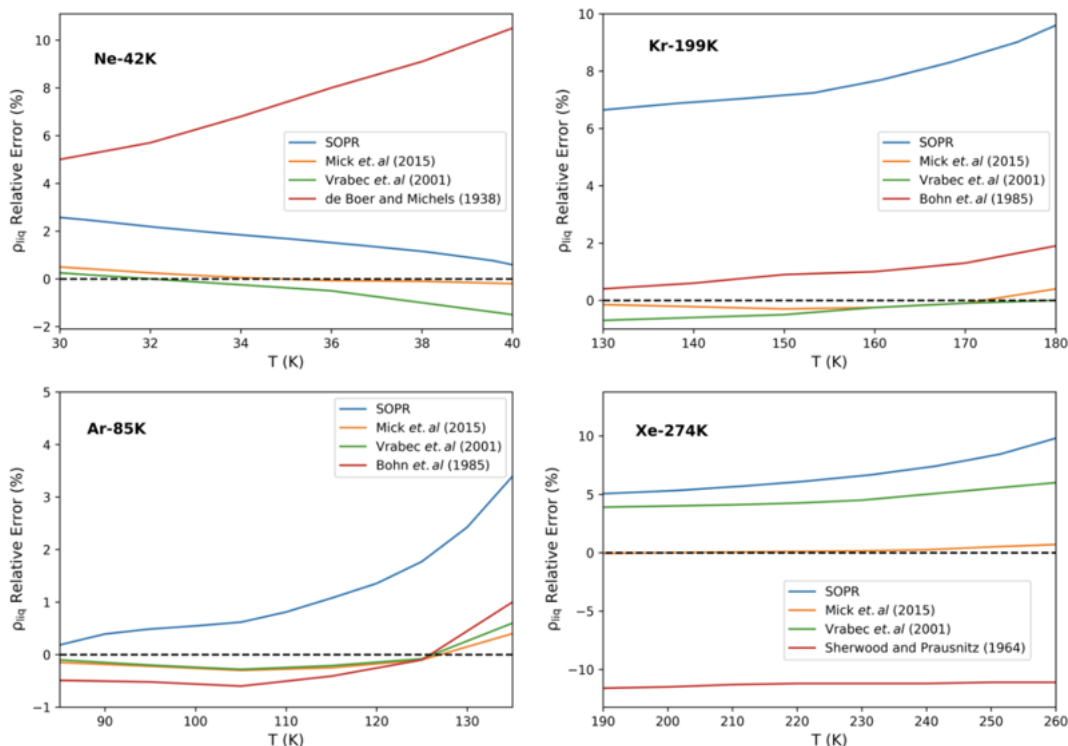 Ne-42K
ρliq Relative Error (%)
10
8
6
4
2
0
−2
SOPR
Mick et. al (2015)
Vrabec et. al (2001)
de Boer and Michels (1938)
30 32 34 36 38 40
T (K)
Kr-199K
ρliq Relative Error (%)
10
8
6
4
2
0
SOPR
Mick et. al (2015)
Vrabec et. al (2001)
Bohn et. al (1985)
130 140 150 160 170 180
T (K)
Ar-85K
ρliq Relative Error (%)
5
4
3
2
1
0
−1
SOPR
Mick et. al (2015)
Vrabec et. al (2001)
Bohn et. al (1985)
90 100 110 120 130
T (K)
Xe-274K
ρliq Relative Error (%)
10
5
0
−5
−10
SOPR
Mick et. al (2015)
Vrabec et. al (2001)
Sherwood and Prausnitz (1964)
190 200 210 220 230 240 250 260
T (K)